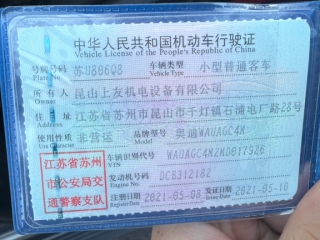 中华人民共和国机动车行驶证
Vehicle License of the People's Republic of China
号牌号码 Plate No. 苏U886Q8 车辆类型 Vehicle Type 小型普通客车
所有人 Owner 昆山上友机电设备有限公司
住址 Address 江苏省苏州市昆山市千灯镇石浦电厂路28号
使用性质 Use Character 非营运 品牌型号 Model 奥迪WAUAGC4M
江苏省苏州市公安局交通警察支队
车辆识别代号 VIN
发动机号码 Engine No. DCB312182
注册日期 Register Date 2021-05-08 发证日期 Issue Date 2021-05-10